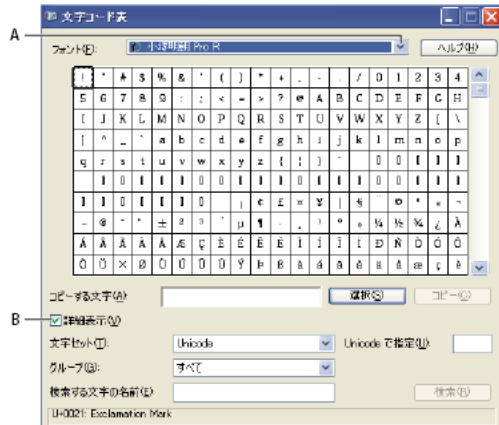 文字コード表
A
フォント(F): 小塚明朝 Pro R ヘルプ(H)
! " # $ % & ' ( ) * + , - . / 0 1 2 3 4
5 6 7 8 9 : ; < = > ? @ A B C D E F G H
I J K L M N O P Q R S T U V W X Y Z [ \
] ^ _ ` a b c d e f g h i j k l m n o p
q r s t u v w x y z { | } ~
¡ ¢ £ ¤ ¥ ¦ § ¨ © ª «
¬ ® ¯ ° ± ² ³ ´ µ ¶ · ¸ ¹ º » ¼ ½ ¾ ¿ À
Á Â Ã Ä Å Æ Ç È É Ê Ë Ì Í Î Ï Ð Ñ Ò Ó Ô
Õ Ö × Ø Ù Ú Û Ü Ý Þ ß à á â ã ä å æ ç è
コピーする文字(A): 選択(S) コピー(C)
B
詳細表示(V)
文字セット(T): Unicode Unicode で指定(U):
グループ(G): すべて
検索する文字の名前(E): 検索(R)
U+0021: Exclamation Mark